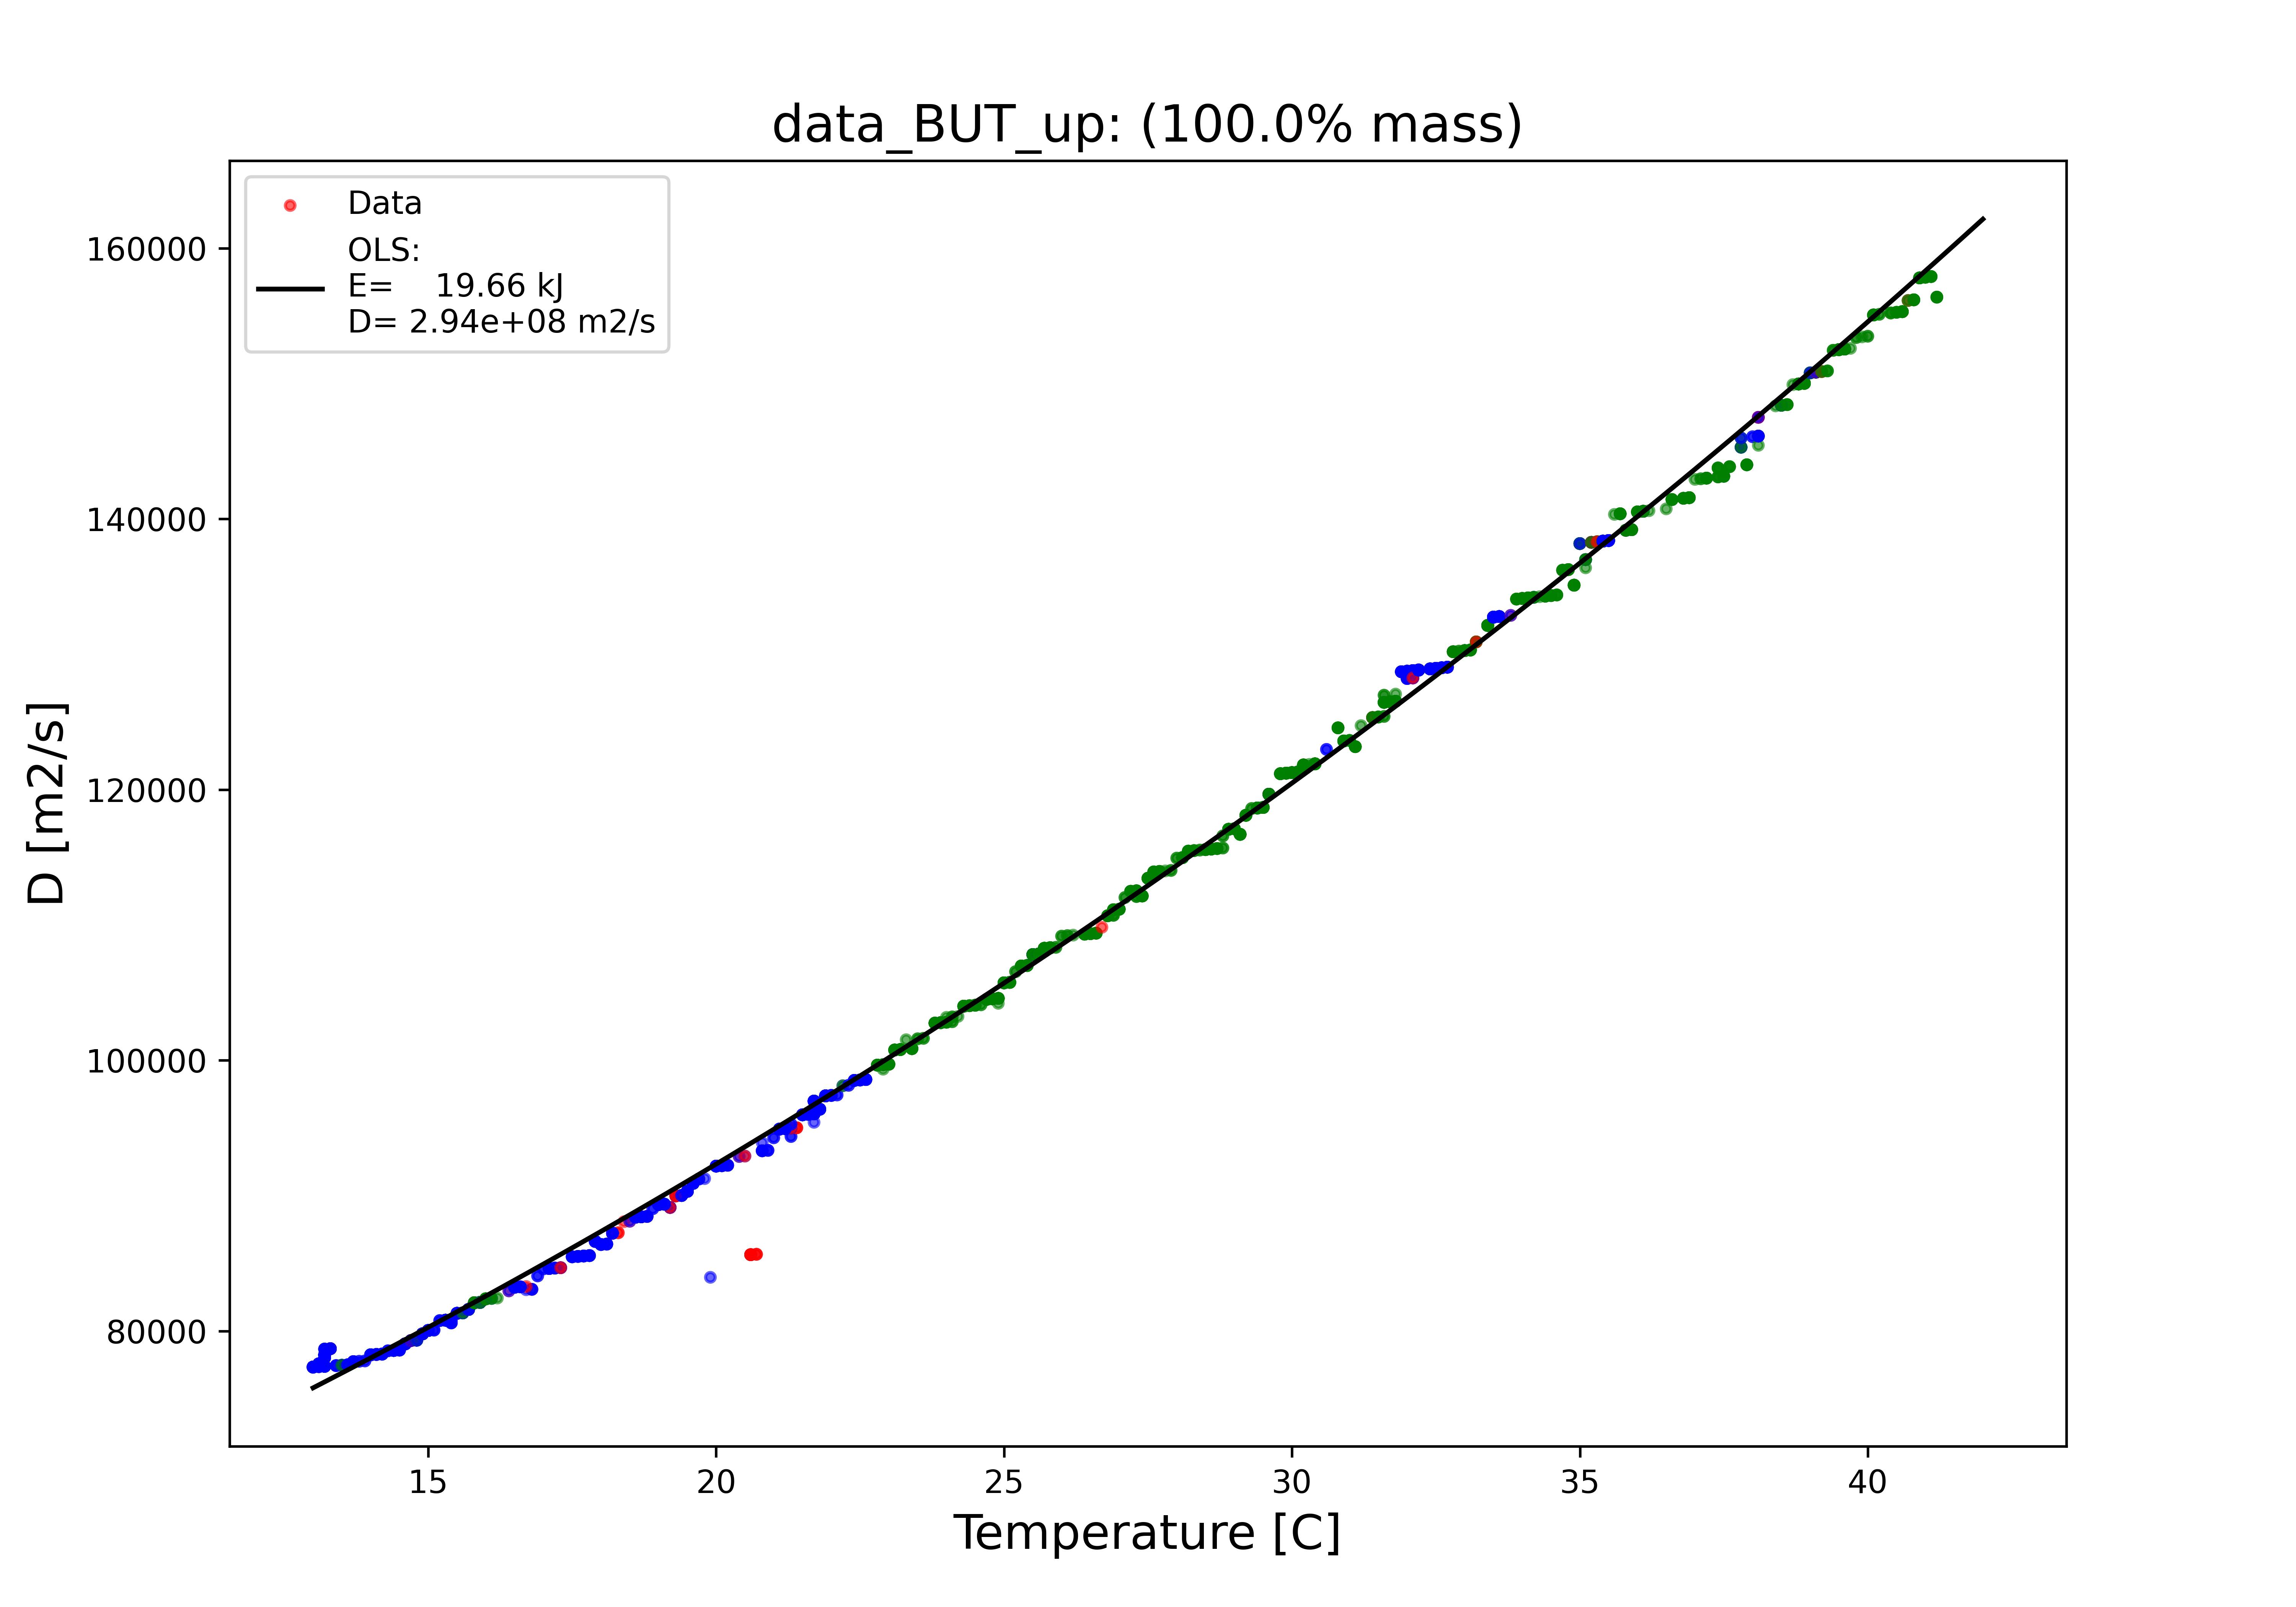 data_BUT_up: (100.0% mass)
Data
OLS:
E= 19.66 kJ
D= 2.94e+08 m2/s
160000
140000
120000
100000
80000
D [m2/s]
15 20 25 30 35 40
Temperature [C]